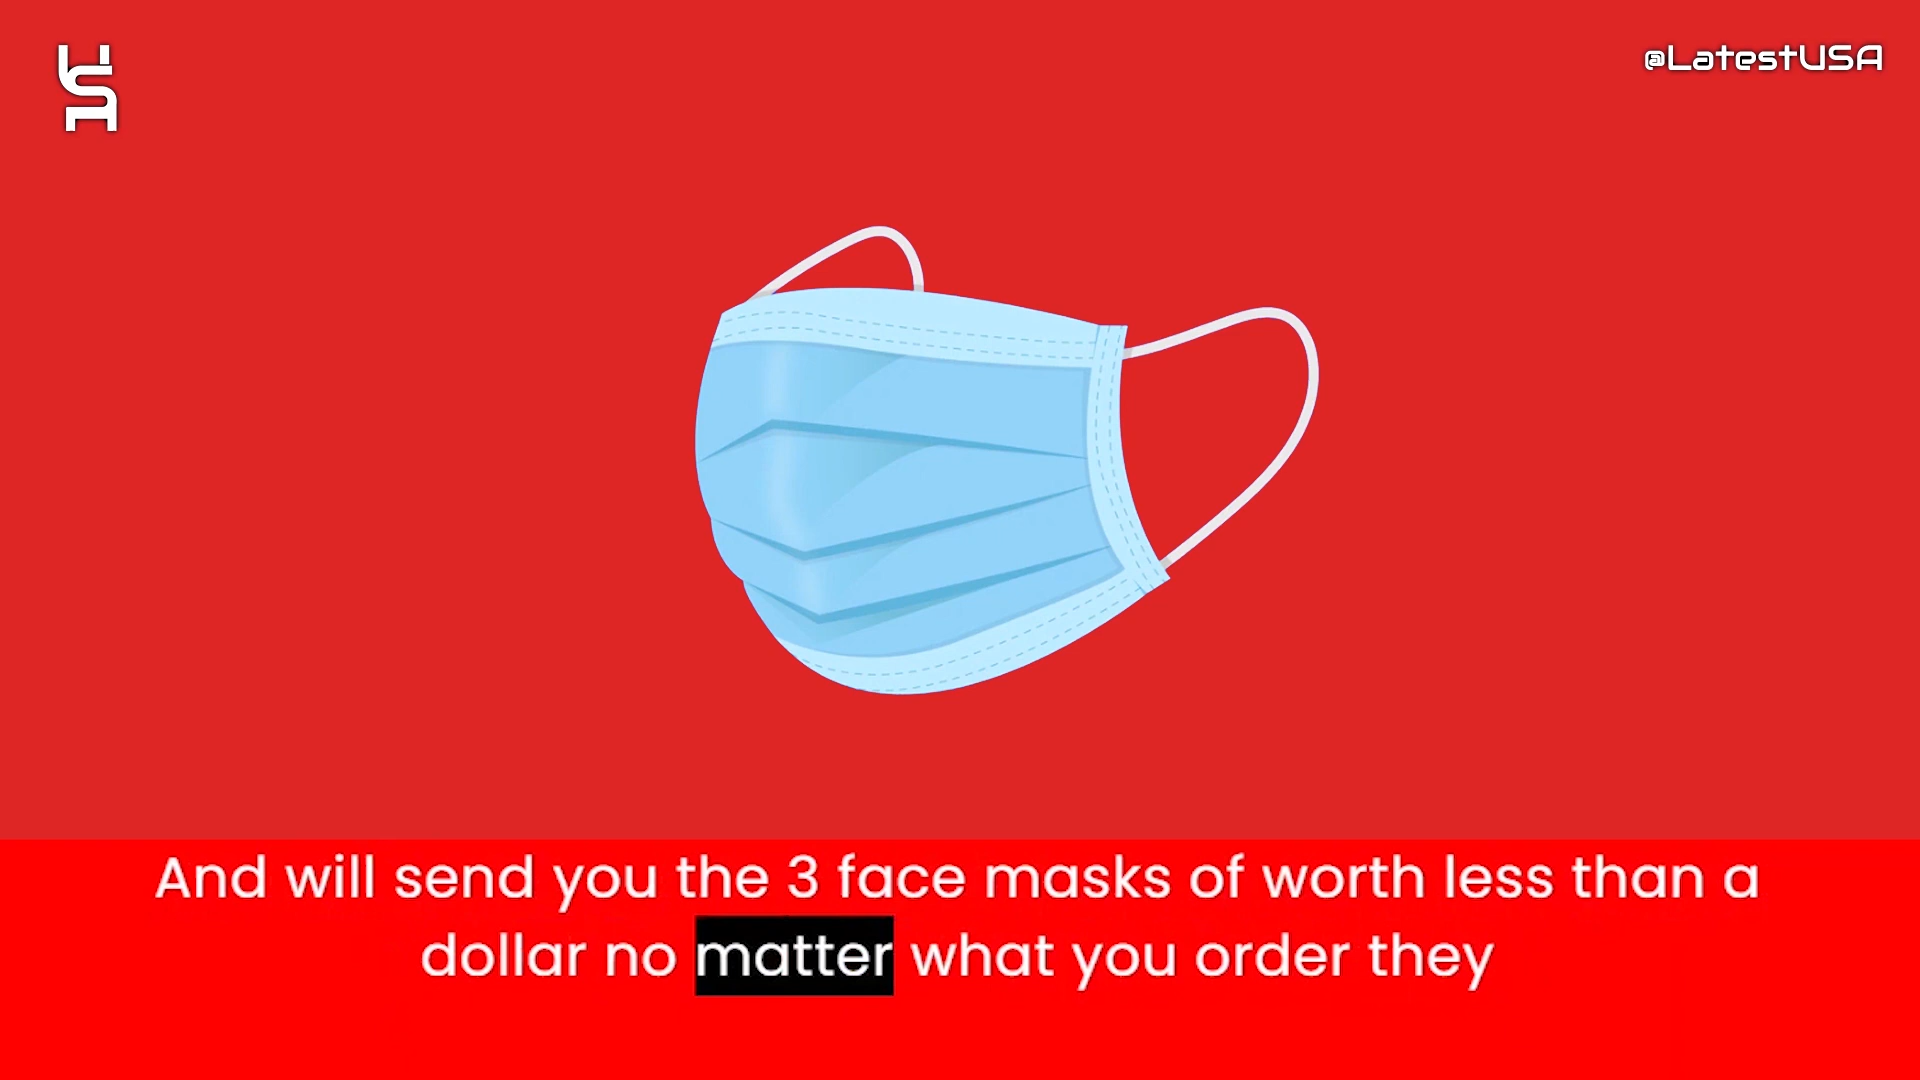 USA
@LatestUSA
And will send you the 3 face masks of worth less than a
dollar no matter what you order they